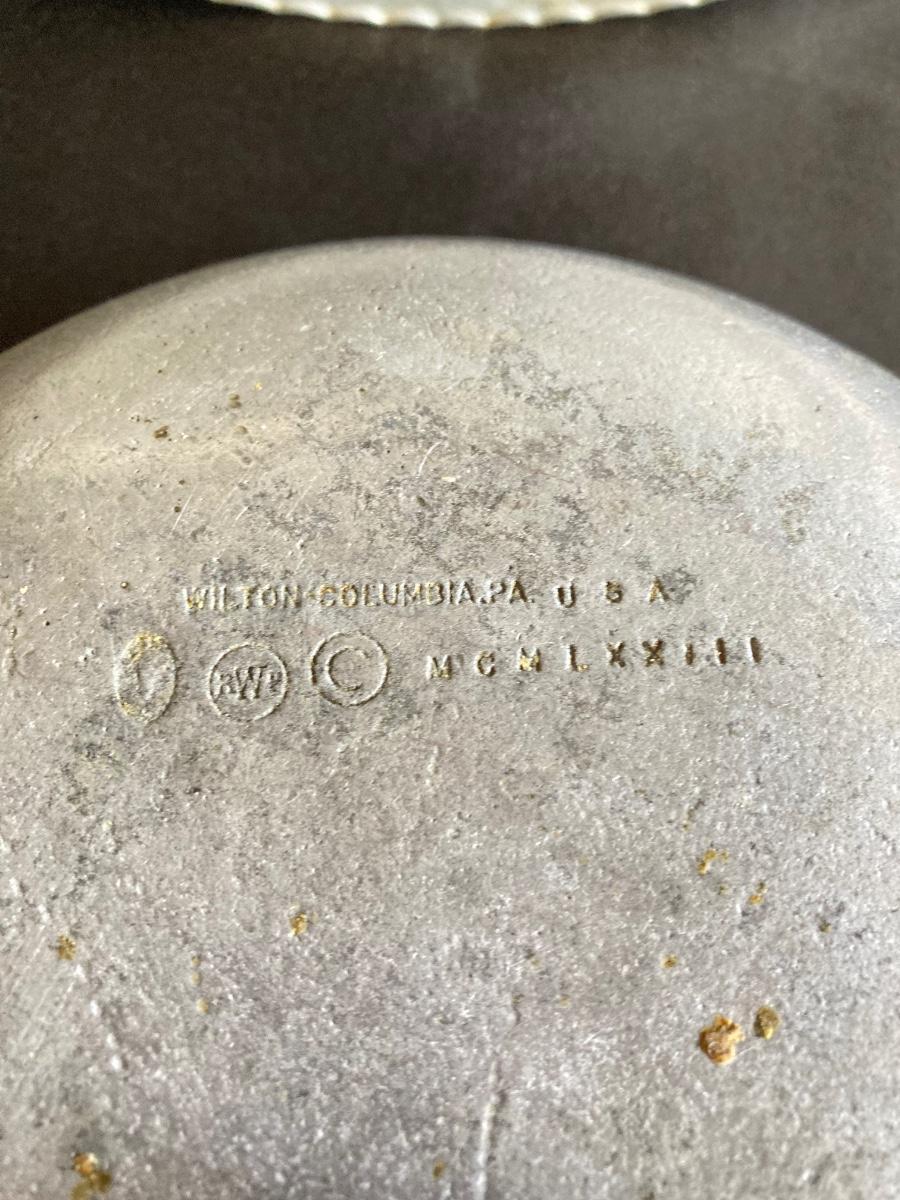 WILTON COLUMBIA, PA. U S A
RWP © MCMLXXIII